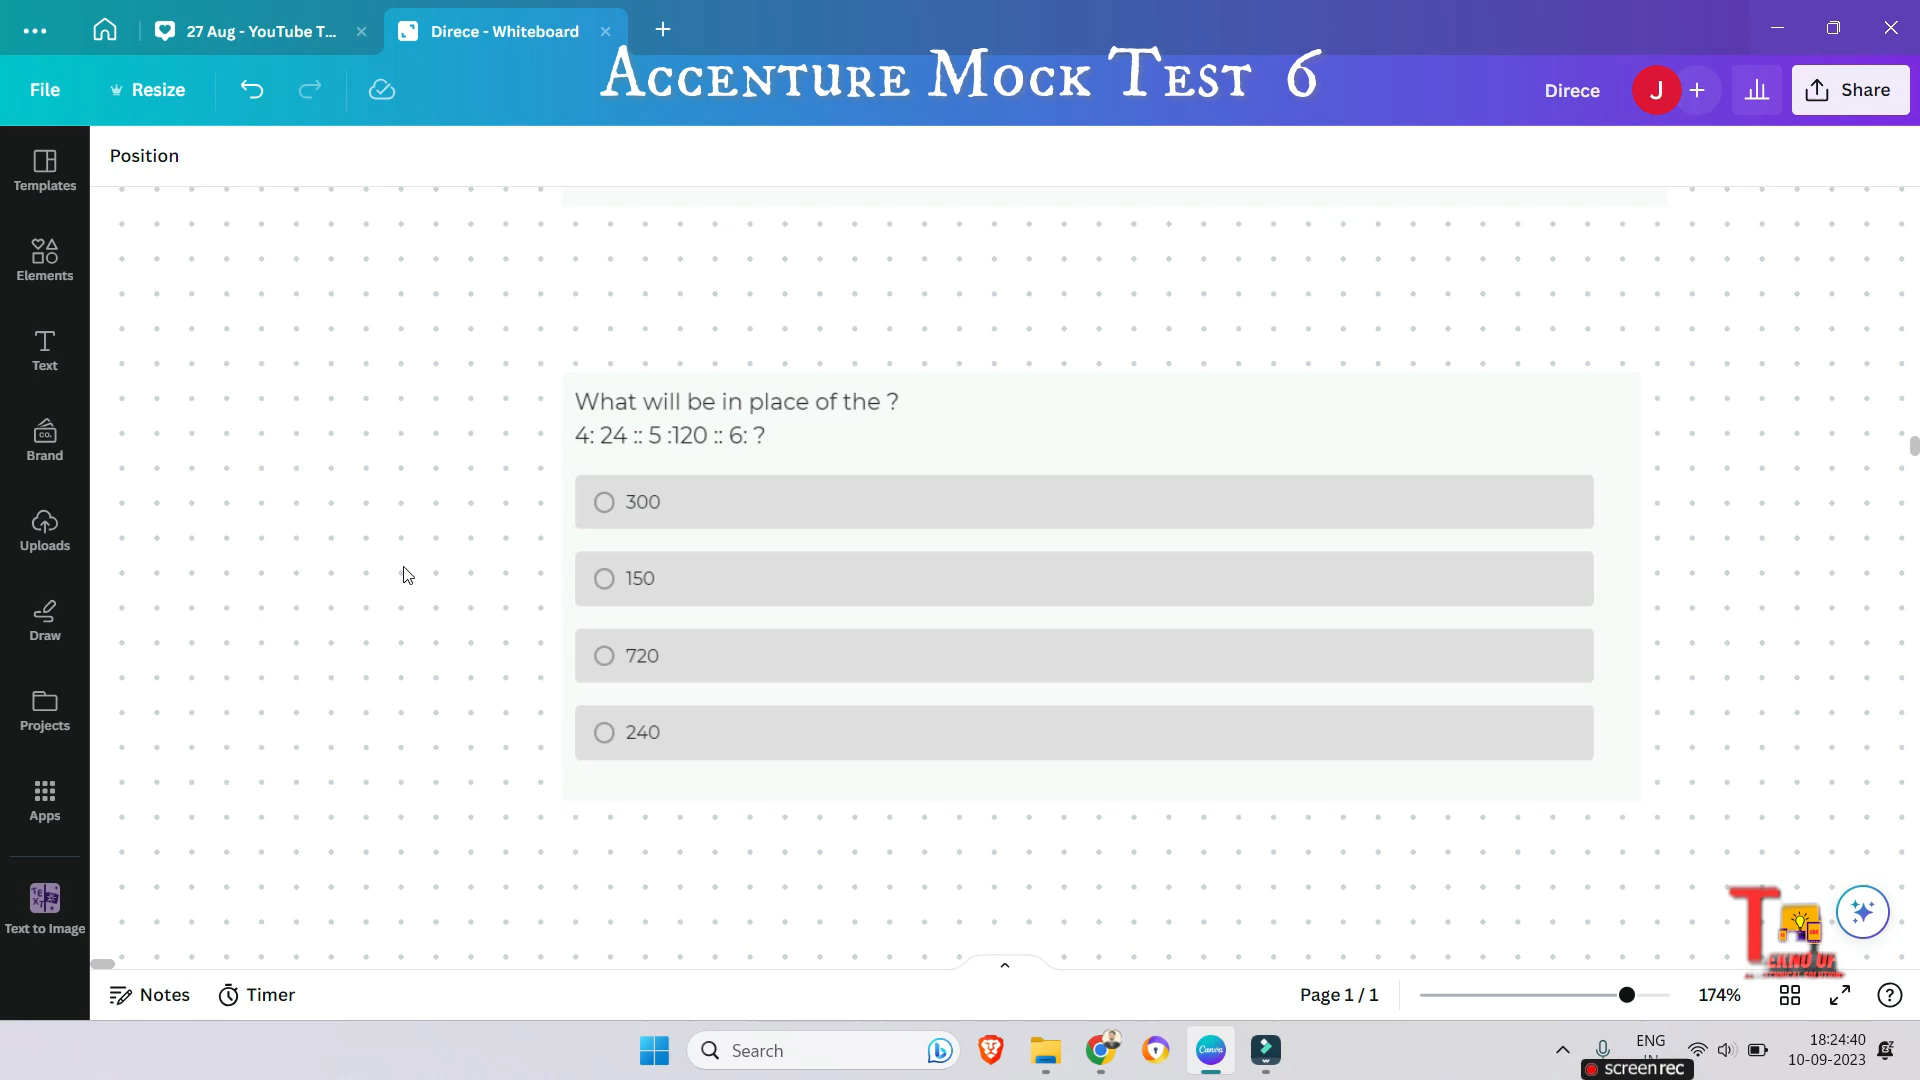 27 Aug - YouTube T...
Direce - Whiteboard
ACCENTURE MOCK TEST 6
File
Resize
Direce
J
Share
Position
Templates
Elements
Text
CO.
Brand
Uploads
Draw
Projects
Apps
Text to Image
What will be in place of the ?
4: 24 :: 5 :120 :: 6: ?
300
150
720
240
Notes
Timer
Page 1 / 1
174%
Search
Canva
ENG
18:24:40
10-09-2023
screenrec